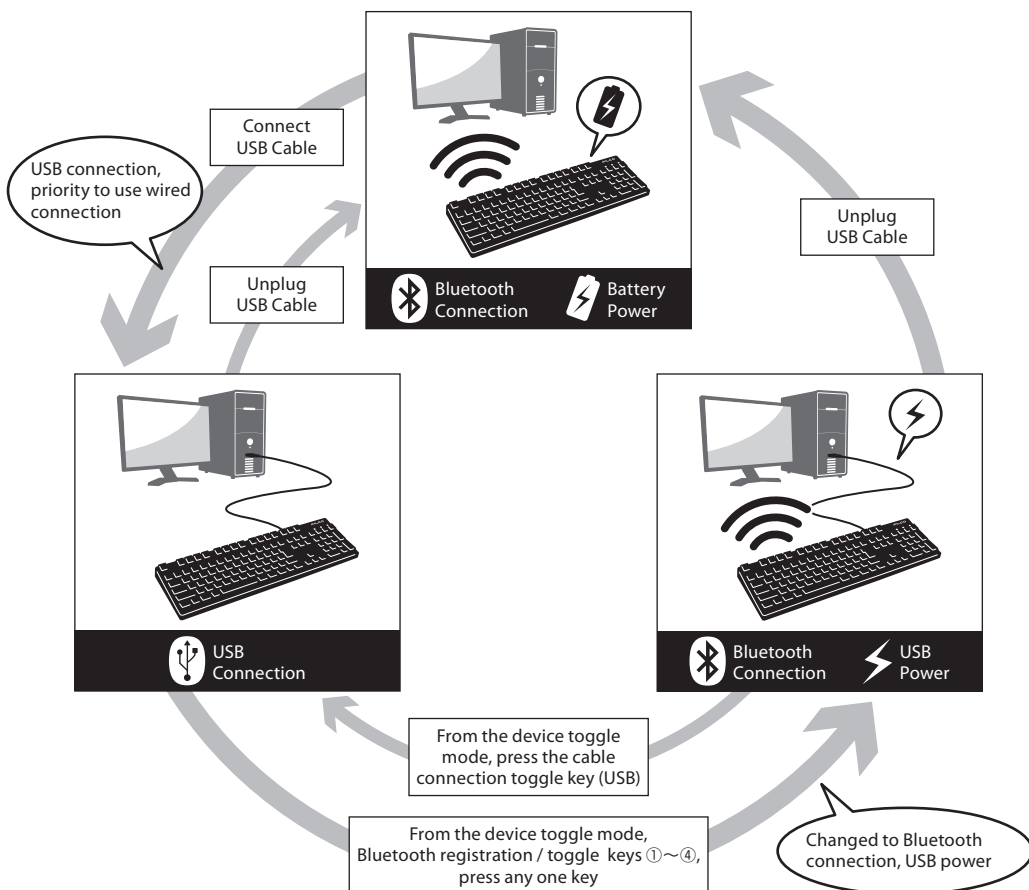 Connect
USB Cable
USB connection,
priority to use wired
connection
Unplug
USB Cable
Unplug
USB Cable
Bluetooth
Connection
Battery
Power
USB
Connection
Bluetooth
Connection
USB
Power
From the device toggle
mode, press the cable
connection toggle key (USB)
From the device toggle mode,
Bluetooth registration / toggle keys ①～④,
press any one key
Changed to Bluetooth
connection, USB power